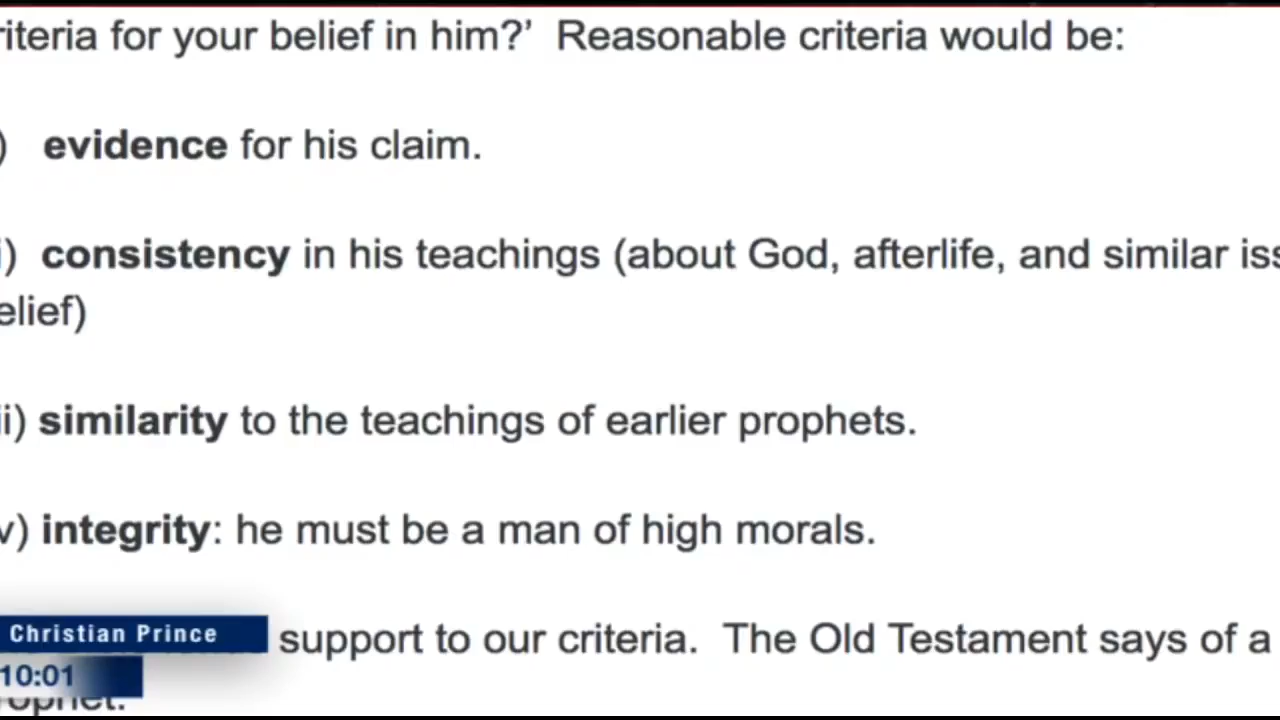 riteria for your belief in him?’ Reasonable criteria would be:
) evidence for his claim.
i) consistency in his teachings (about God, afterlife, and similar iss
elief)
ii) similarity to the teachings of earlier prophets.
v) integrity: he must be a man of high morals.
Christian Prince support to our criteria. The Old Testament says of a
10:01
rophet.